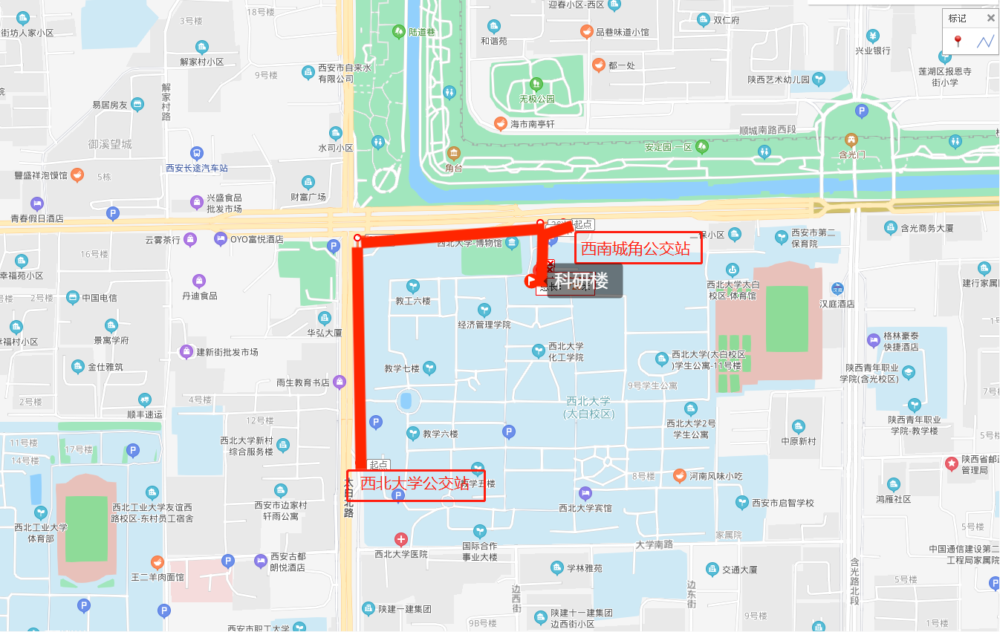 迎春小区-西区
双仁府
标记
街坊人家小区
3号楼
18号楼
陆道巷
和谐苑
品巷味道小馆
兴业银行
解家村小区
西安市自来水
有限公司
9号楼
都一处
陕西艺术幼儿园
莲湖区报恩寺
街小学
解家村路
易居房友
无极公园
海市南亭轩
顺城南路西段
御溪望城
水司小区
安定园-一区
含光门
西安长途汽车站
角台
豐盛祥泡馍馆
5栋
财富广场
兴盛食品
批发市场
青春假日酒店
起点
含光商务大厦
云雾茶行
OYO富悦酒店
西北大学-博物馆
西南城角公交站
保小区
西安市第二
保育院
16号楼
幸福苑小区
科研楼
西北大学太白
校区-体育馆
建行家属
丹迪食品
2号楼
中国电信
教工六楼
汉庭酒店
华弘大厦
经济管理学院
幸福村小区
景寓学府
建新街批发市场
西北大学
化工学院
西北大学(太白校区
)学生公寓-11号楼
格林豪泰
快捷酒店
金仕雅筑
教学七楼
陕西青年职业
学院(含光校区)
雨生教育书店
9号学生公寓
2号楼
4号楼
西北大学
(太白校区)
顺丰速运
12号楼
西北大学2号
学生公寓
陕西青年职业
学院-教学楼
教学六楼
中原新村
11号楼
17号楼
14号楼
西北大学新村
综合服务楼
起点
陕西省邮政
管理局
西北大学公交站
学五楼
8号楼
河南风味小吃
太白北路
西北工业大学
体育部
西北工业大学友谊西
路校区-东村员工宿舍
西安市边家村
轩雨公寓
西北大学宾馆
西安市启智学校
鸿雁社区
国际合作
事业大楼
家属院
5号楼
西北大学医院
大学南路
王二羊肉面馆
西安古都
朗悦酒店
中国通信建设第二
工程局家属院
学林雅苑
交通大厦
含光路北段
5号楼
边西街
边东街
陕建一建集团
陕建十一建集团
边西街小区
9B号楼
9号楼
1号楼
西安市职工大学